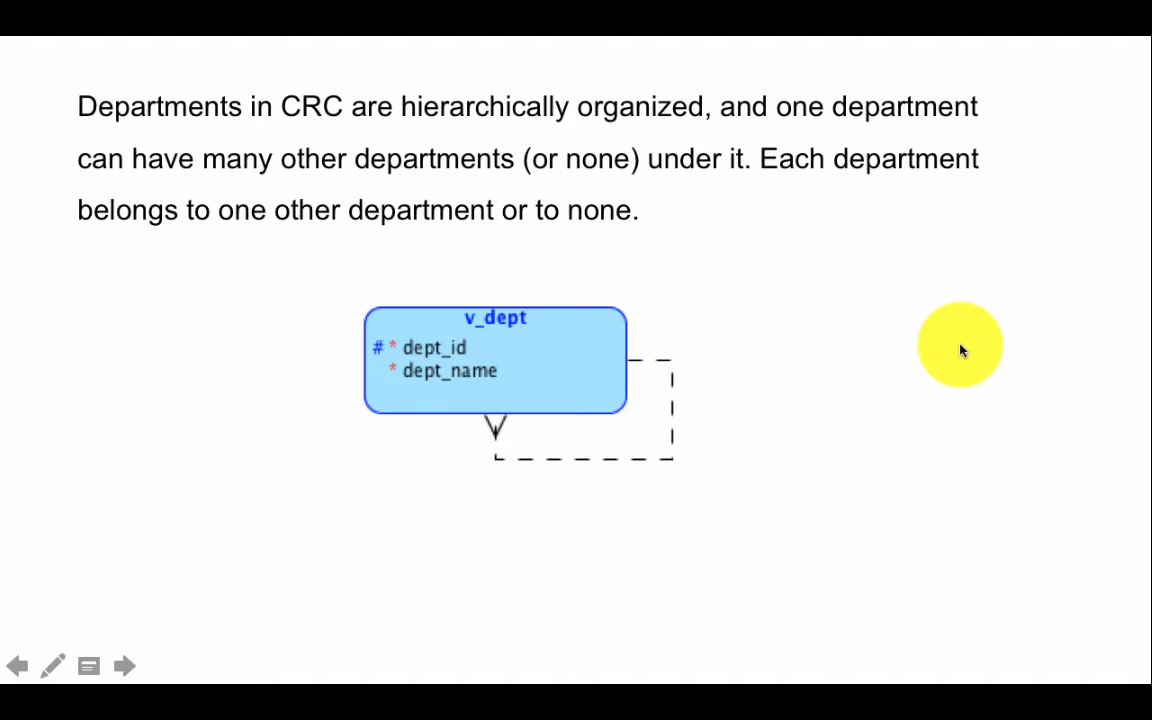 Departments in CRC are hierarchically organized, and one department
can have many other departments (or none) under it. Each department
belongs to one other department or to none.
v_dept
# * dept_id
* dept_name